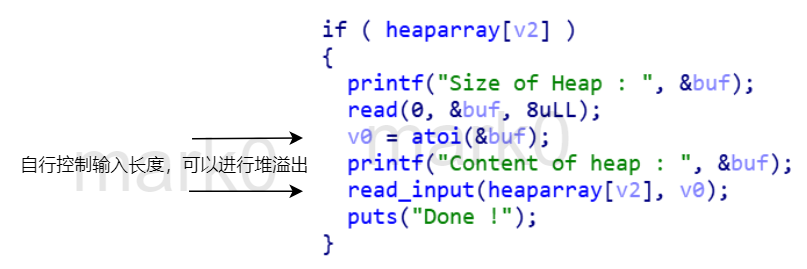 if ( heaparray[v2] )
{
printf("Size of Heap : ", &buf);
read(0, &buf, 8uLL);
v0 = atoi(&buf);
自行控制输入长度，可以进行堆溢出
printf("Content of heap : ", &buf);
read_input(heaparray[v2], v0);
puts("Done !");
}
mark0
mark0